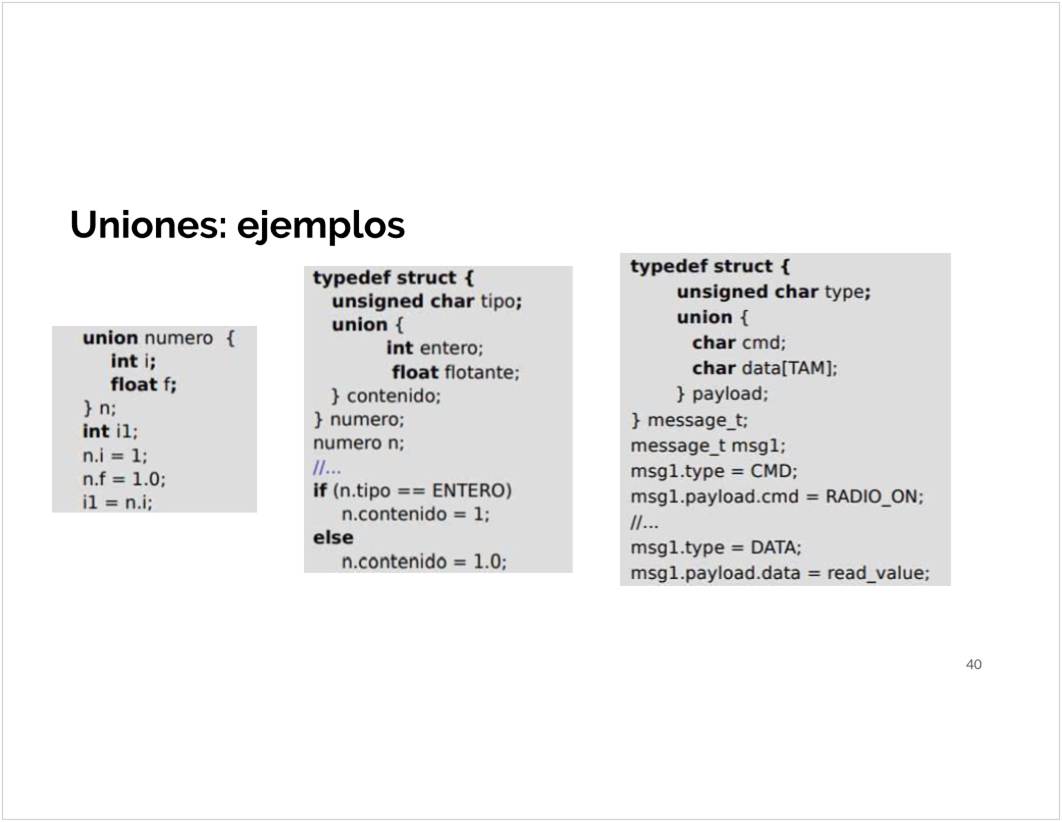 Uniones: ejemplos
union numero {
int i;
float f;
} n;
int i1;
n.i = 1;
n.f = 1.0;
i1 = n.i;
typedef struct {
unsigned char tipo;
union {
int entero;
float flotante;
} contenido;
} numero;
numero n;
//...
if (n.tipo == ENTERO)
n.contenido = 1;
else
n.contenido = 1.0;
typedef struct {
unsigned char type;
union {
char cmd;
char data[TAM];
} payload;
} message_t;
message_t msg1;
msg1.type = CMD;
msg1.payload.cmd = RADIO_ON;
//...
msg1.type = DATA;
msg1.payload.data = read_value;
40